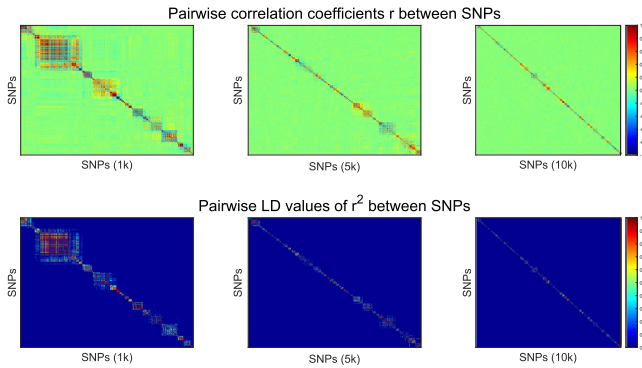 Pairwise correlation coefficients r between SNPs
SNPs
SNPs
SNPs
SNPs (1k)
SNPs (5k)
SNPs (10k)
Pairwise LD values of r2 between SNPs
SNPs
SNPs
SNPs
SNPs (1k)
SNPs (5k)
SNPs (10k)